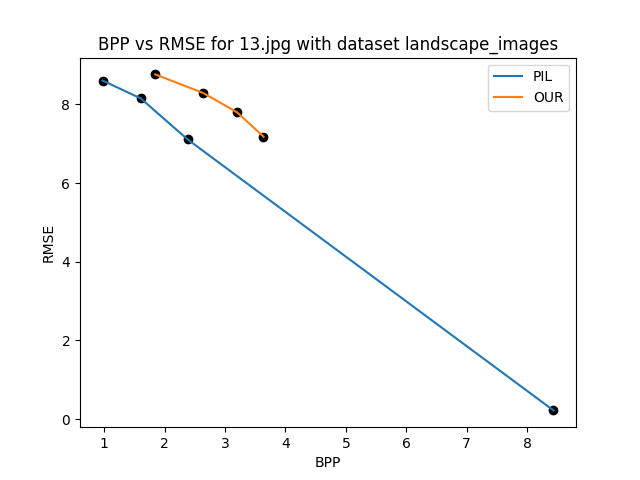 BPP vs RMSE for 13.jpg with dataset landscape_images
PIL
OUR
8
6
4
2
0
RMSE
1 2 3 4 5 6 7 8
BPP